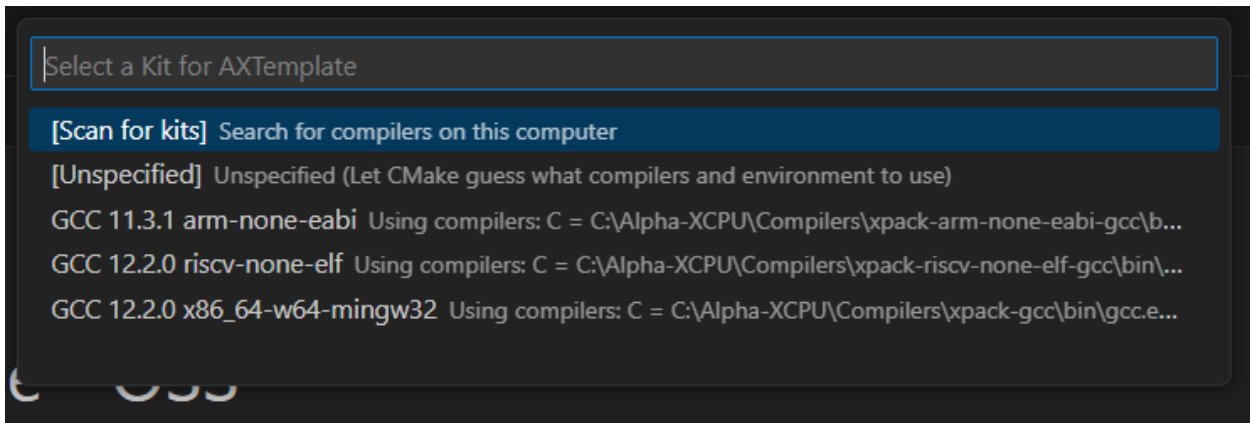 Select a Kit for AXTemplate
[Scan for kits] Search for compilers on this computer
[Unspecified] Unspecified (Let CMake guess what compilers and environment to use)
GCC 11.3.1 arm-none-eabi Using compilers: C = C:\Alpha-XCPU\Compilers\xpack-arm-none-eabi-gcc\b...
GCC 12.2.0 riscv-none-elf Using compilers: C = C:\Alpha-XCPU\Compilers\xpack-riscv-none-elf-gcc\bin\...
GCC 12.2.0 x86_64-w64-mingw32 Using compilers: C = C:\Alpha-XCPU\Compilers\xpack-gcc\bin\gcc.e...